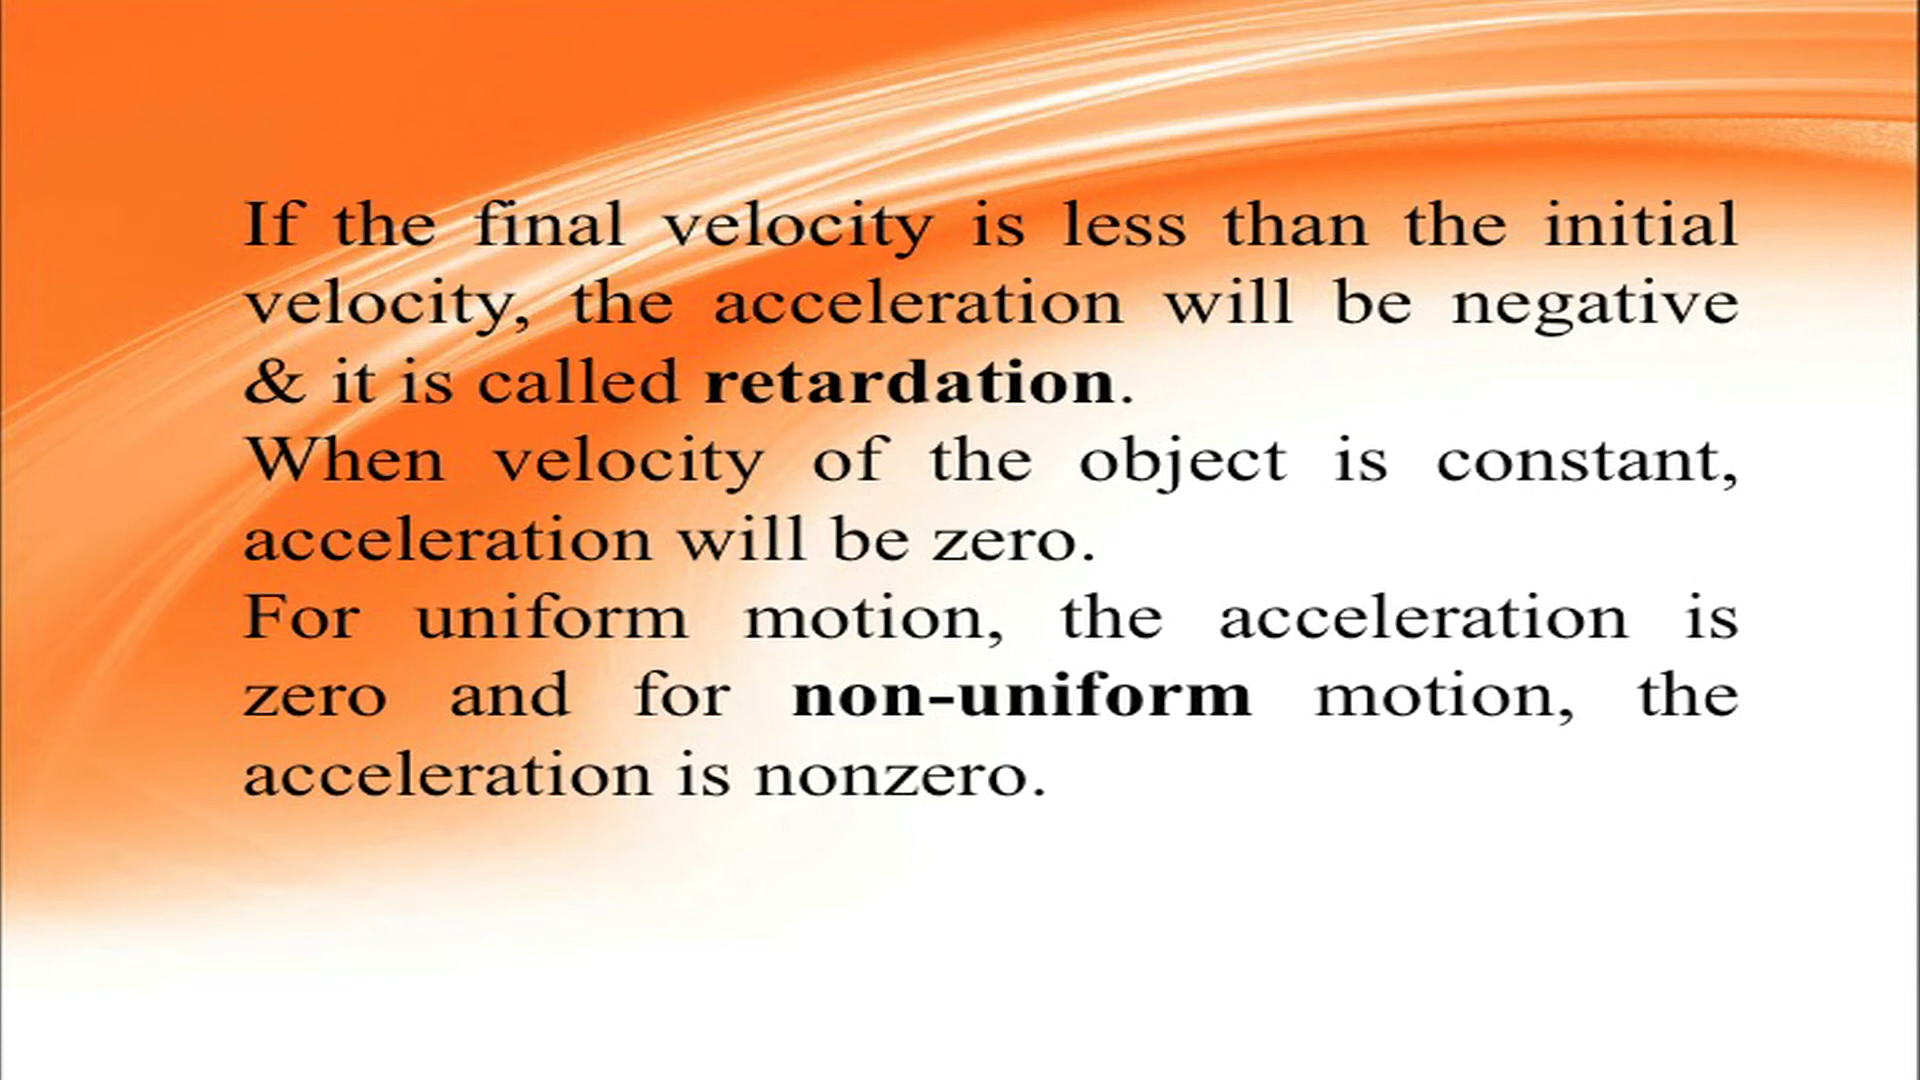 If the final velocity is less than the initial
velocity, the acceleration will be negative
& it is called retardation.
When velocity of the object is constant,
acceleration will be zero.
For uniform motion, the acceleration is
zero and for non-uniform motion, the
acceleration is nonzero.